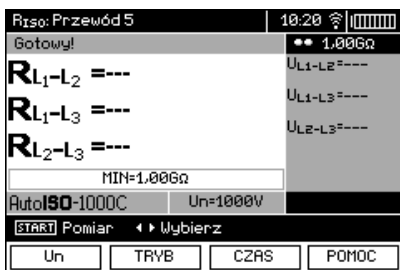 RISO: Przewód 5 10:20
Gotowy! 1,00GΩ
RL1-L2 =---
UL1-L2=---
RL1-L3 =---
UL1-L3=---
RL2-L3 =---
UL2-L3=---
MIN=1,00GΩ
AutoISO-1000C Un=1000V
START Pomiar Wybierz
Un TRYB CZAS POMOC